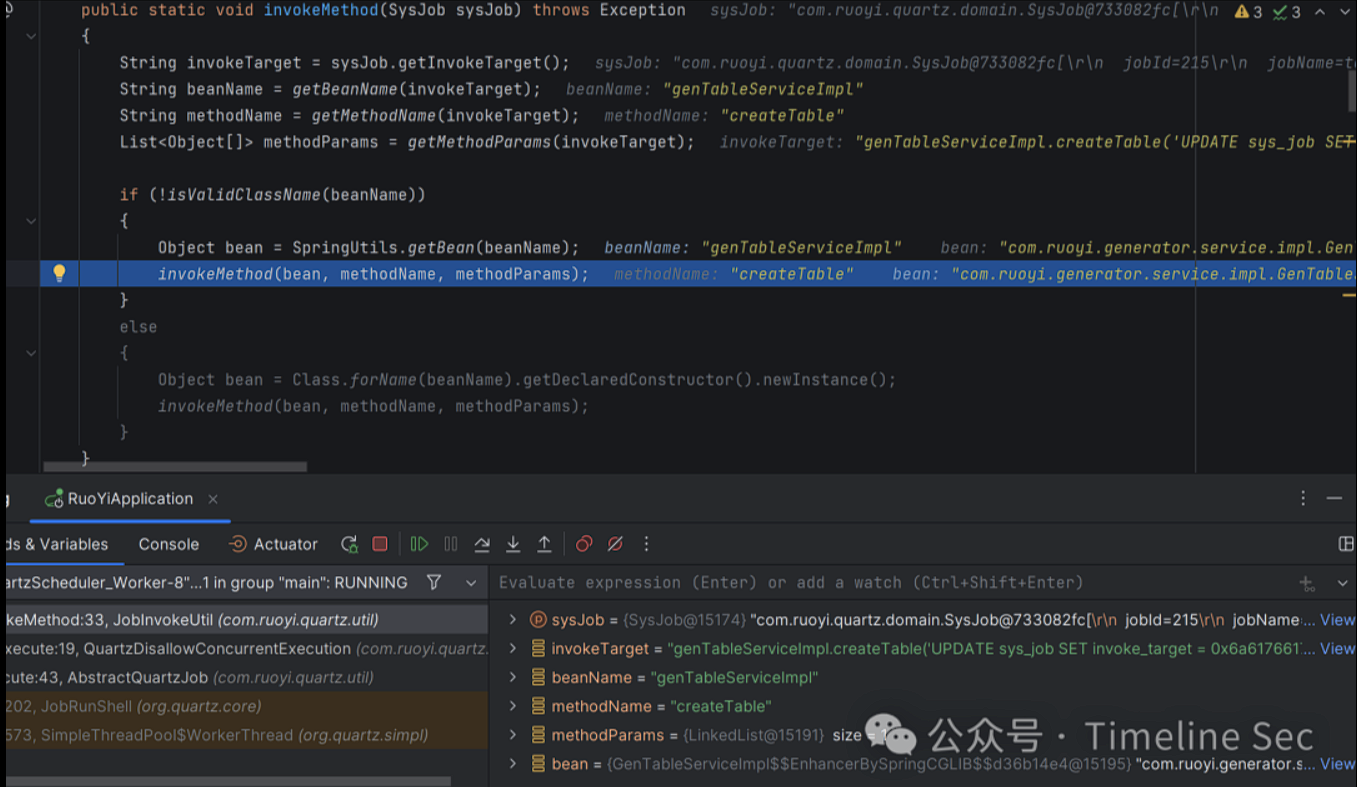 public static void invokeMethod(SysJob sysJob) throws Exception   sysJob: "com.ruoyi.quartz.domain.SysJob@733082fc[\r\n   3   3
{
String invokeTarget = sysJob.getInvokeTarget();   sysJob: "com.ruoyi.quartz.domain.SysJob@733082fc[\r\n  jobId=215\r\n  jobName=t
String beanName = getBeanName(invokeTarget);   beanName: "genTableServiceImpl"
String methodName = getMethodName(invokeTarget);   methodName: "createTable"
List<Object[]> methodParams = getMethodParams(invokeTarget);   invokeTarget: "genTableServiceImpl.createTable('UPDATE sys_job SET
if (!isValidClassName(beanName))
{
Object bean = SpringUtils.getBean(beanName);   beanName: "genTableServiceImpl"   bean: "com.ruoyi.generator.service.impl.Gen
invokeMethod(bean, methodName, methodParams);   methodName: "createTable"   bean: "com.ruoyi.generator.service.impl.GenTable
}
else
{
Object bean = Class.forName(beanName).getDeclaredConstructor().newInstance();
invokeMethod(bean, methodName, methodParams);
}
}
g   RuoYiApplication
ds & Variables   Console   Actuator
artzScheduler_Worker-8"...1 in group "main": RUNNING   Evaluate expression (Enter) or add a watch (Ctrl+Shift+Enter)
keMethod:33, JobInvokeUtil (com.ruoyi.quartz.util)   sysJob = {SysJob@15174} "com.ruoyi.quartz.domain.SysJob@733082fc[\r\n  jobId=215\r\n  jobName... View
xecute:19, QuartzDisallowConcurrentExecution (com.ruoyi.quartz.   invokeTarget = "genTableServiceImpl.createTable('UPDATE sys_job SET invoke_target = 0x6a617661... View
cute:43, AbstractQuartzJob (com.ruoyi.quartz.util)   beanName = "genTableServiceImpl"
202, JobRunShell (org.quartz.core)   methodName = "createTable"
573, SimpleThreadPool$WorkerThread (org.quartz.simpl)   methodParams = {LinkedList@15191}  size = 1
bean = {GenTableServiceImpl$$EnhancerBySpringCGLIB$$d36b14e4@15195} "com.ruoyi.generator.s... View
公众号 · Timeline Sec